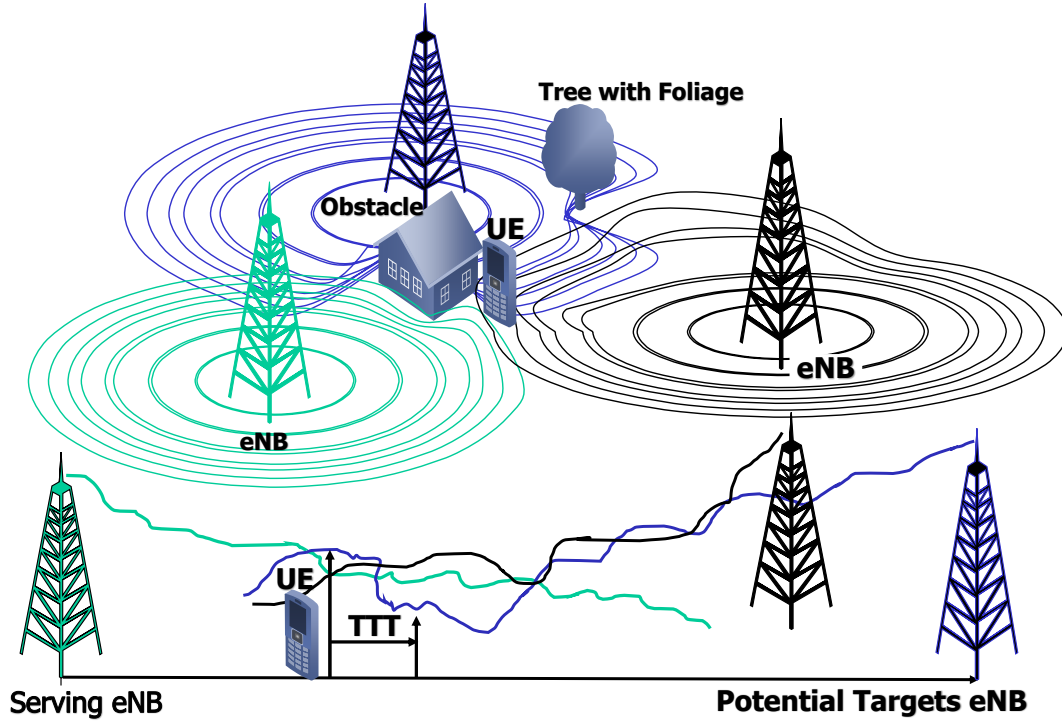 Tree with Foliage
Obstacle
UE
eNB
eNB
UE
TTT
Serving eNB
Potential Targets eNB